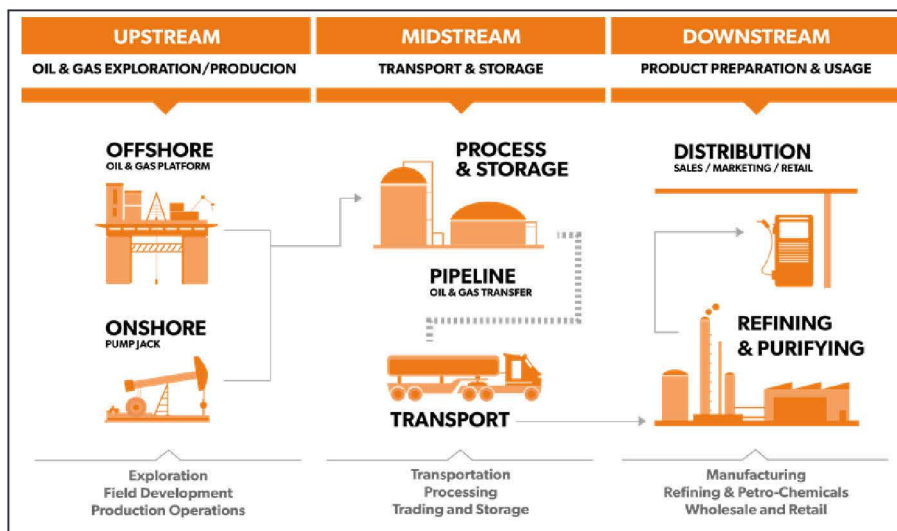 UPSTREAM
OIL & GAS EXPLORATION/PRODUCION
OFFSHORE
OIL & GAS PLATFORM
ONSHORE
PUMP JACK
Exploration
Field Development
Production Operations
MIDSTREAM
TRANSPORT & STORAGE
PROCESS
& STORAGE
PIPELINE
OIL & GAS TRANSFER
TRANSPORT
Transportation
Processing
Trading and Storage
DOWNSTREAM
PRODUCT PREPARATION & USAGE
DISTRIBUTION
SALES / MARKETING / RETAIL
REFINING
& PURIFYING
Manufacturing
Refining & Petro-Chemicals
Wholesale and Retail